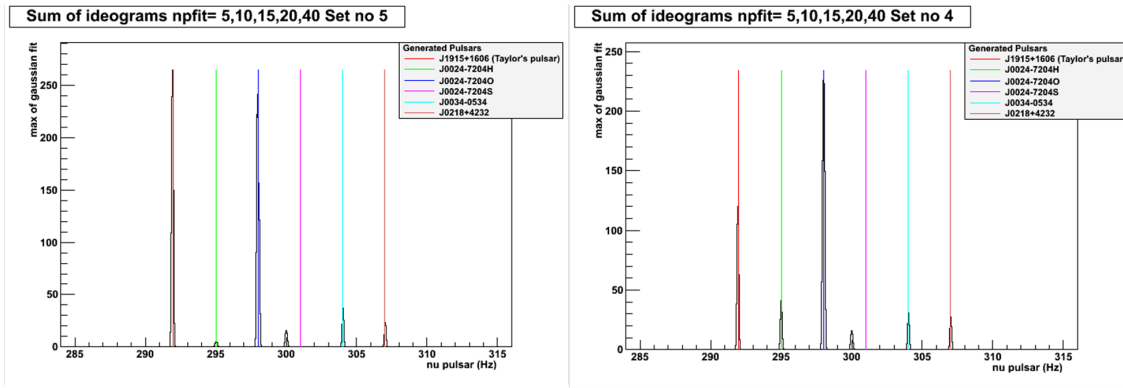 Sum of ideograms npfit= 5,10,15,20,40 Set no 5
max of gaussian fit
250
200
150
100
50
0
285 290 295 300 305 310 315
nu pulsar (Hz)
Generated Pulsars
J1915+1606 (Taylor's pulsar)
J0024-7204H
J0024-7204O
J0024-7204S
J0034-0534
J0218+4232
Sum of ideograms npfit= 5,10,15,20,40 Set no 4
max of gaussian fit
250
200
150
100
50
0
285 290 295 300 305 310 315
nu pulsar (Hz)
Generated Pulsars
J1915+1606 (Taylor's pulsar
J0024-7204H
J0024-7204O
J0024-7204S
J0034-0534
J0218+4232